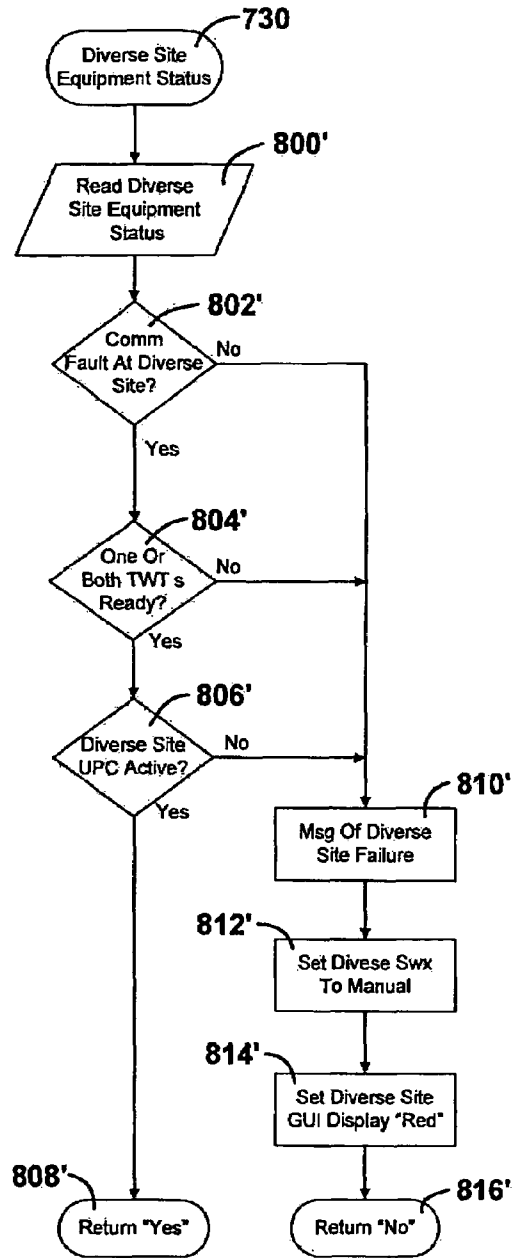 730
Diverse Site
Equipment Status
800'
Read Diverse
Site Equipment
Status
802'
Comm
Fault At Diverse
Site?
No
Yes
804'
One Or
Both TWT s
Ready?
No
Yes
806'
Diverse Site
UPC Active?
No
Yes
810'
Msg Of Diverse
Site Failure
812'
Set Divese Swx
To Manual
814'
Set Diverse Site
GUI Display "Red"
808'
Return "Yes"
816'
Return "No"